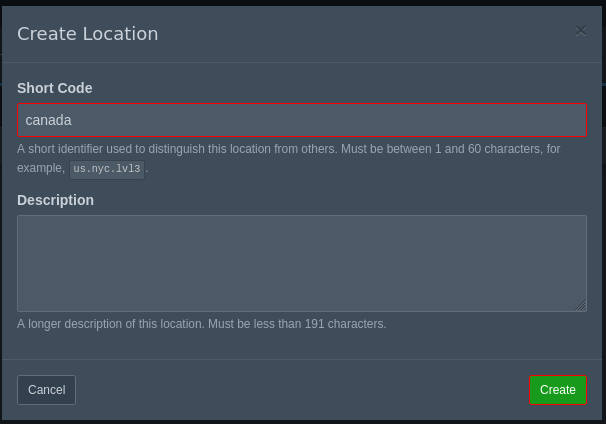 Create Location
×
Short Code
canada
A short identifier used to distinguish this location from others. Must be between 1 and 60 characters, for
example, us.nyc.lvl3.
Description
A longer description of this location. Must be less than 191 characters.
Cancel
Create